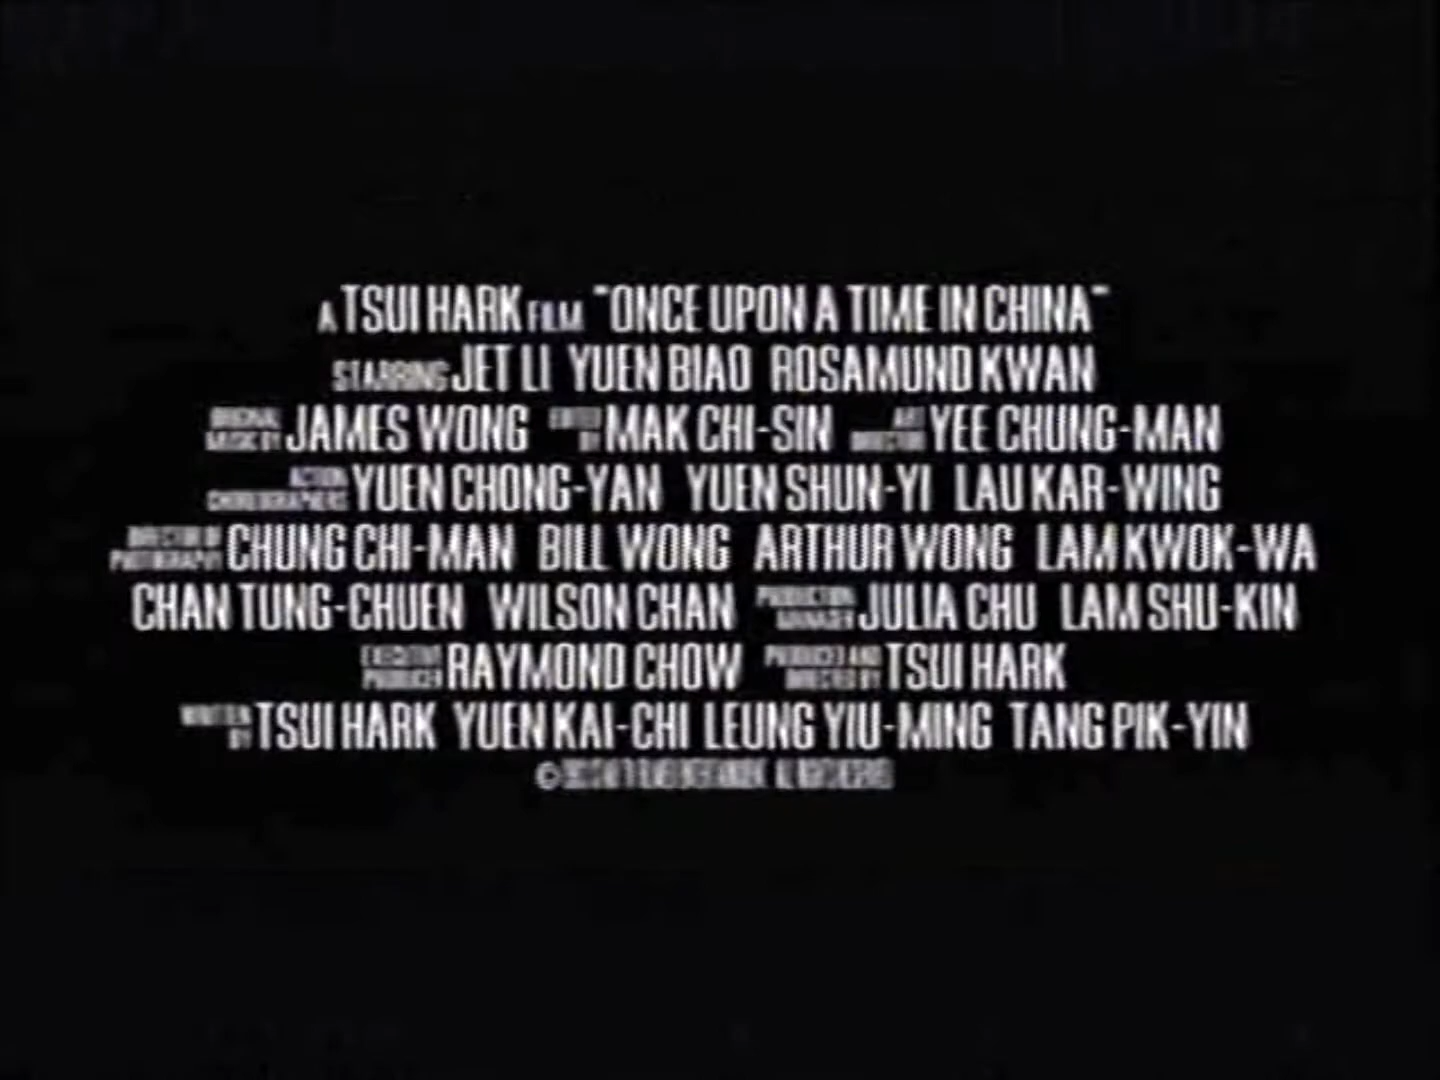 A TSUI HARK FILM "ONCE UPON A TIME IN CHINA"
STARRING JET LI YUEN BIAO ROSAMUND KWAN
ORIGINAL MUSIC BY JAMES WONG EDITED BY MAK CHI-SIN ART DIRECTOR YEE CHUNG-MAN
ACTION CHOREOGRAPHERS YUEN CHONG-YAN YUEN SHUN-YI LAU KAR-WING
DIRECTOR OF PHOTOGRAPHY CHUNG CHI-MAN BILL WONG ARTHUR WONG LAM KWOK-WA
CHAN TUNG-CHUEN WILSON CHAN PRODUCTION MANAGER JULIA CHU LAM SHU-KIN
EXECUTIVE PRODUCER RAYMOND CHOW PRODUCED AND DIRECTED BY TSUI HARK
WRITTEN BY TSUI HARK YUEN KAI-CHI LEUNG YIU-MING TANG PIK-YIN
©